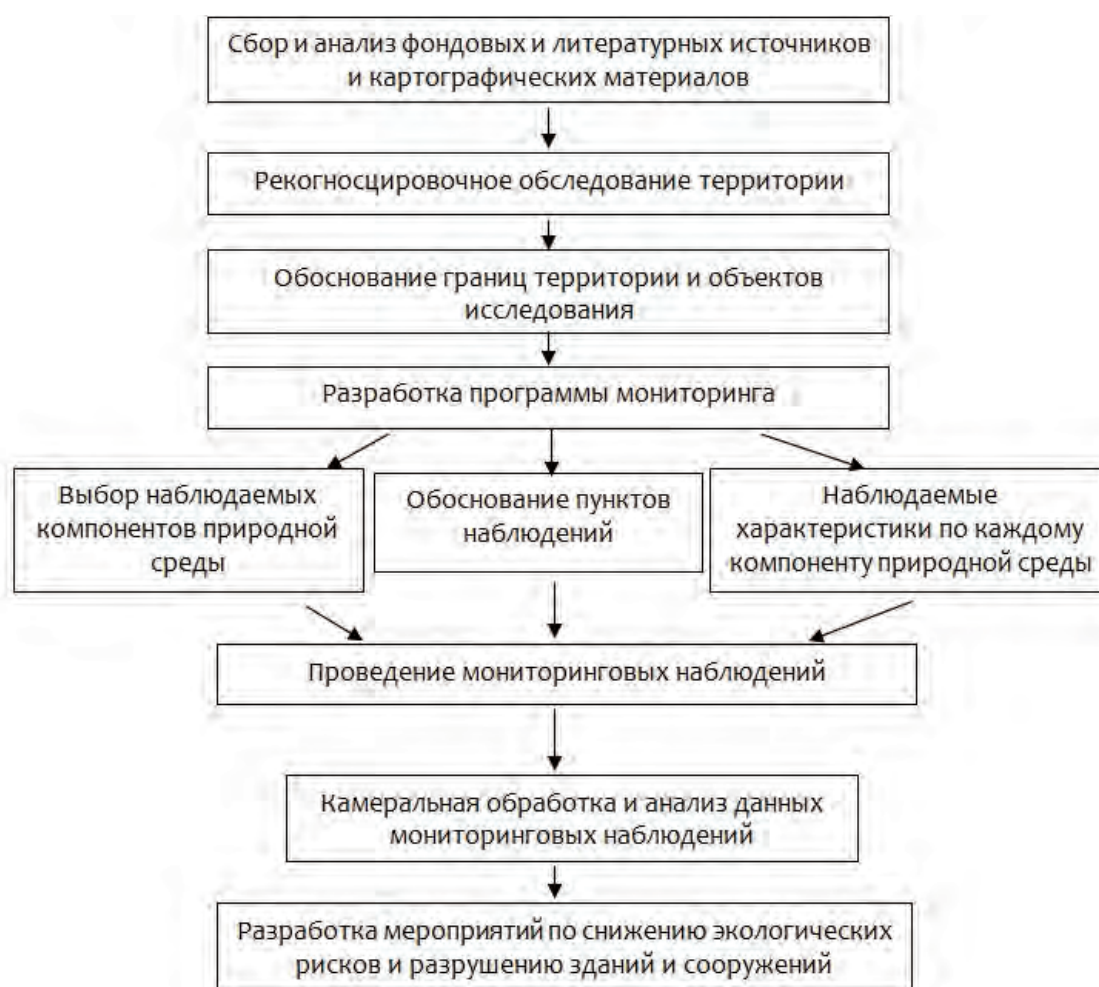 Сбор и анализ фондовых и литературных источников
и картографических материалов
Рекогносцировочное обследование территории
Обоснование границ территории и объектов
исследования
Разработка программы мониторинга
Выбор наблюдаемых
компонентов природной
среды
Обоснование пунктов
наблюдений
Наблюдаемые
характеристики по каждому
компоненту природной среды
Проведение мониторинговых наблюдений
Камеральная обработка и анализ данных
мониторинговых наблюдений
Разработка мероприятий по снижению экологических
рисков и разрушению зданий и сооружений